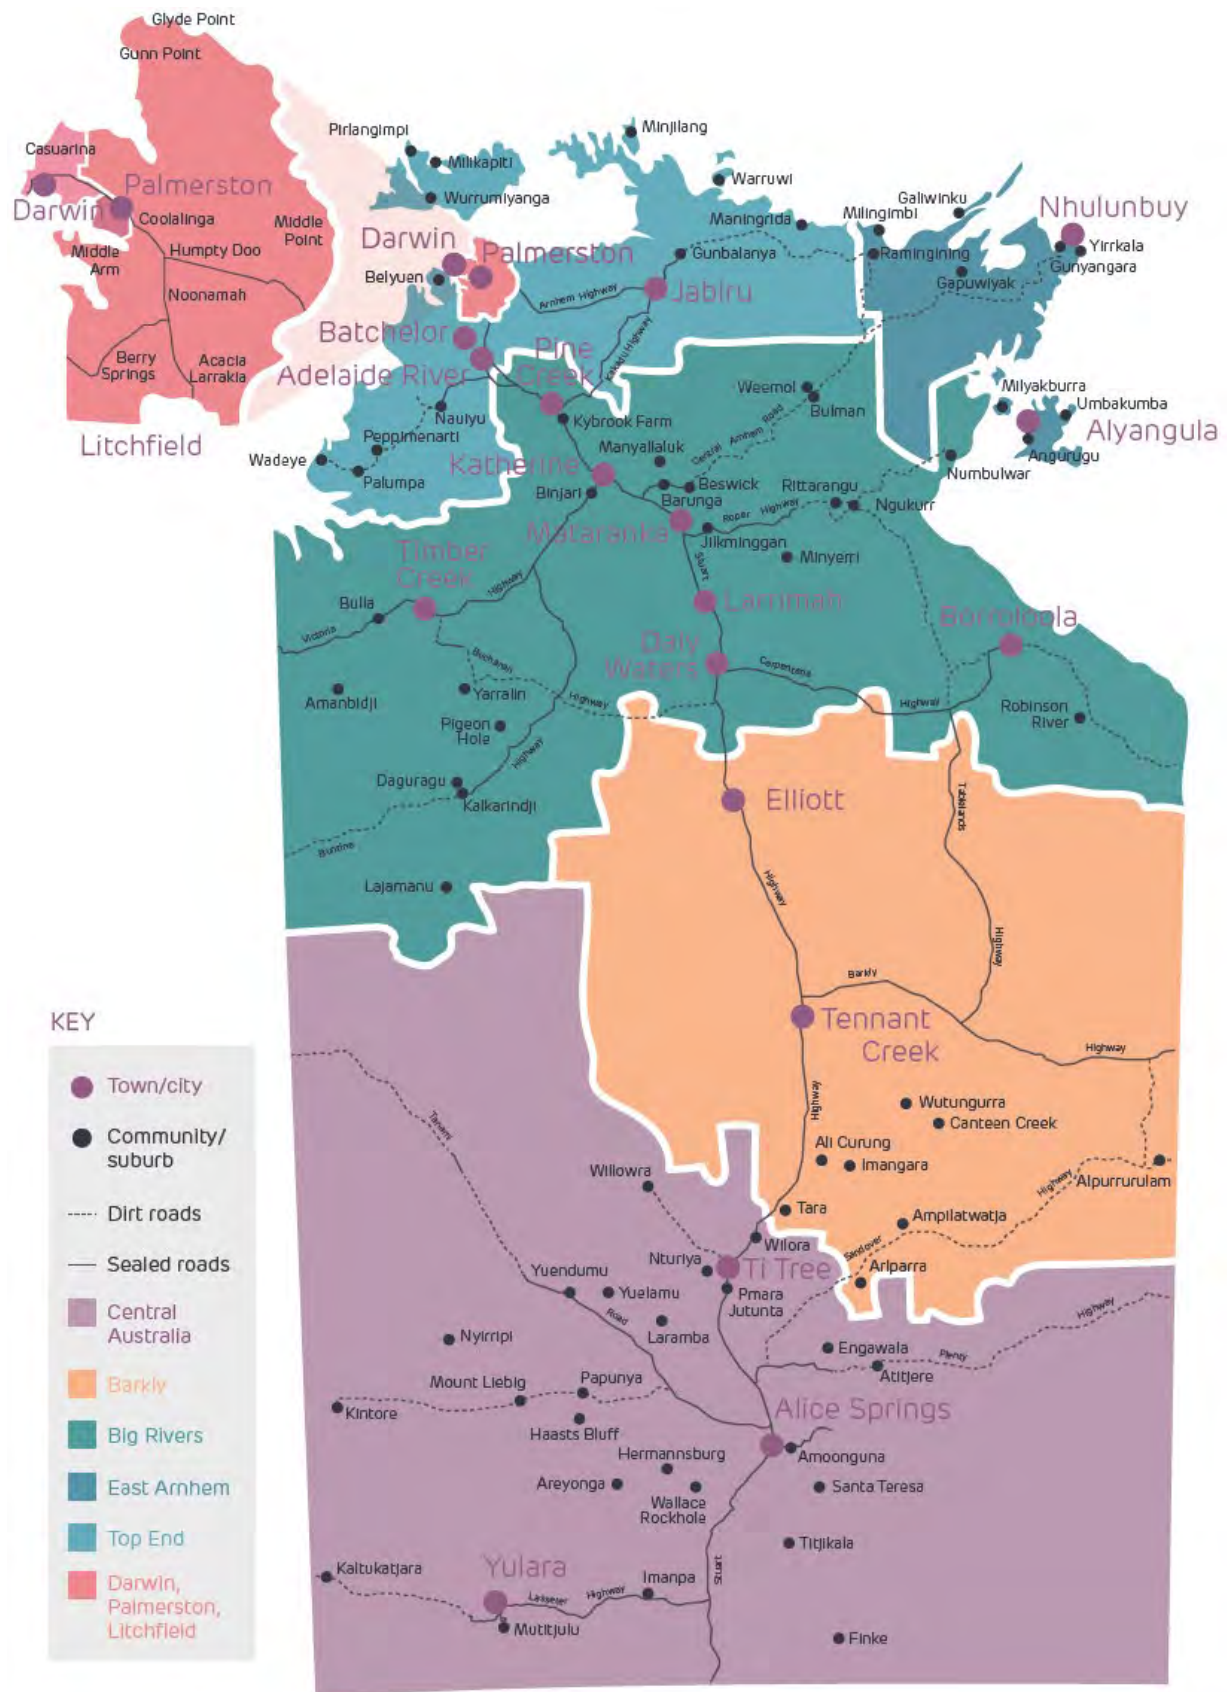 Glyde Point
Gunn Point
Casuarina
Darwin
Palmerston
Coolalinga
Middle
Arm
Humpty Doo
Middle
Point
Noonamah
Berry
Springs
Acacia
Larrakia
Litchfield
Pirlangimpi
Milikapiti
Wurrumiyanga
Minjilang
Warruwi
Maningrida
Milingimbi
Galiwinku
Nhulunbuy
Yirrkala
Gunyangara
Ramingining
Gapuwiyak
Gunbalanya
Darwin
Palmerston
Belyuen
Arnhem Highway
Jabiru
Kakadu Highway
Batchelor
Adelaide River
Pine
Creek
Kybrook Farm
Nauiyu
Peppimenarti
Wadeye
Palumpa
Weemol
Bulman
Central Arnhem Road
Milyakburra
Umbakumba
Alyangula
Angurugu
Numbulwar
Manyallaluk
Katherine
Binjari
Beswick
Barunga
Rittarangu
Ngukurr
Roper Highway
Mataranka
Jilkminggan
Minyerri
Timber
Creek
Bulla
Victoria
Highway
Stuart
Larrimah
Borroloola
Daly
Waters
Carpentaria
Highway
Buchanan
Highway
Amanbidji
Yarralin
Pigeon
Hole
Highway
Robinson
River
Daguragu
Kalkarindji
Buntine
Lajamanu
Elliott
Tablelands
Highway
Highway
Barkly
Highway
Tennant
Creek
Highway
Wutungurra
Canteen Creek
Ali Curung
Imangara
Alpurrurulam
Highway
Tara
Ampilatwatja
Sandover
Arlparra
Tanami
Willowra
Wilora
Nturiya
Ti Tree
Pmara
Jutunta
Yuendumu
Yuelamu
Road
Laramba
Nyirripi
Engawala
Plenty
Highway
Atitjere
Mount Liebig
Papunya
Kintore
Haasts Bluff
Alice Springs
Amoonguna
Hermannsburg
Areyonga
Wallace
Rockhole
Santa Teresa
Titjikala
Stuart
Kaltukatjara
Yulara
Lasseter
Highway
Imanpa
Mutitjulu
Finke
KEY
Town/city
Community/
suburb
Dirt roads
Sealed roads
Central
Australia
Barkly
Big Rivers
East Arnhem
Top End
Darwin,
Palmerston,
Litchfield